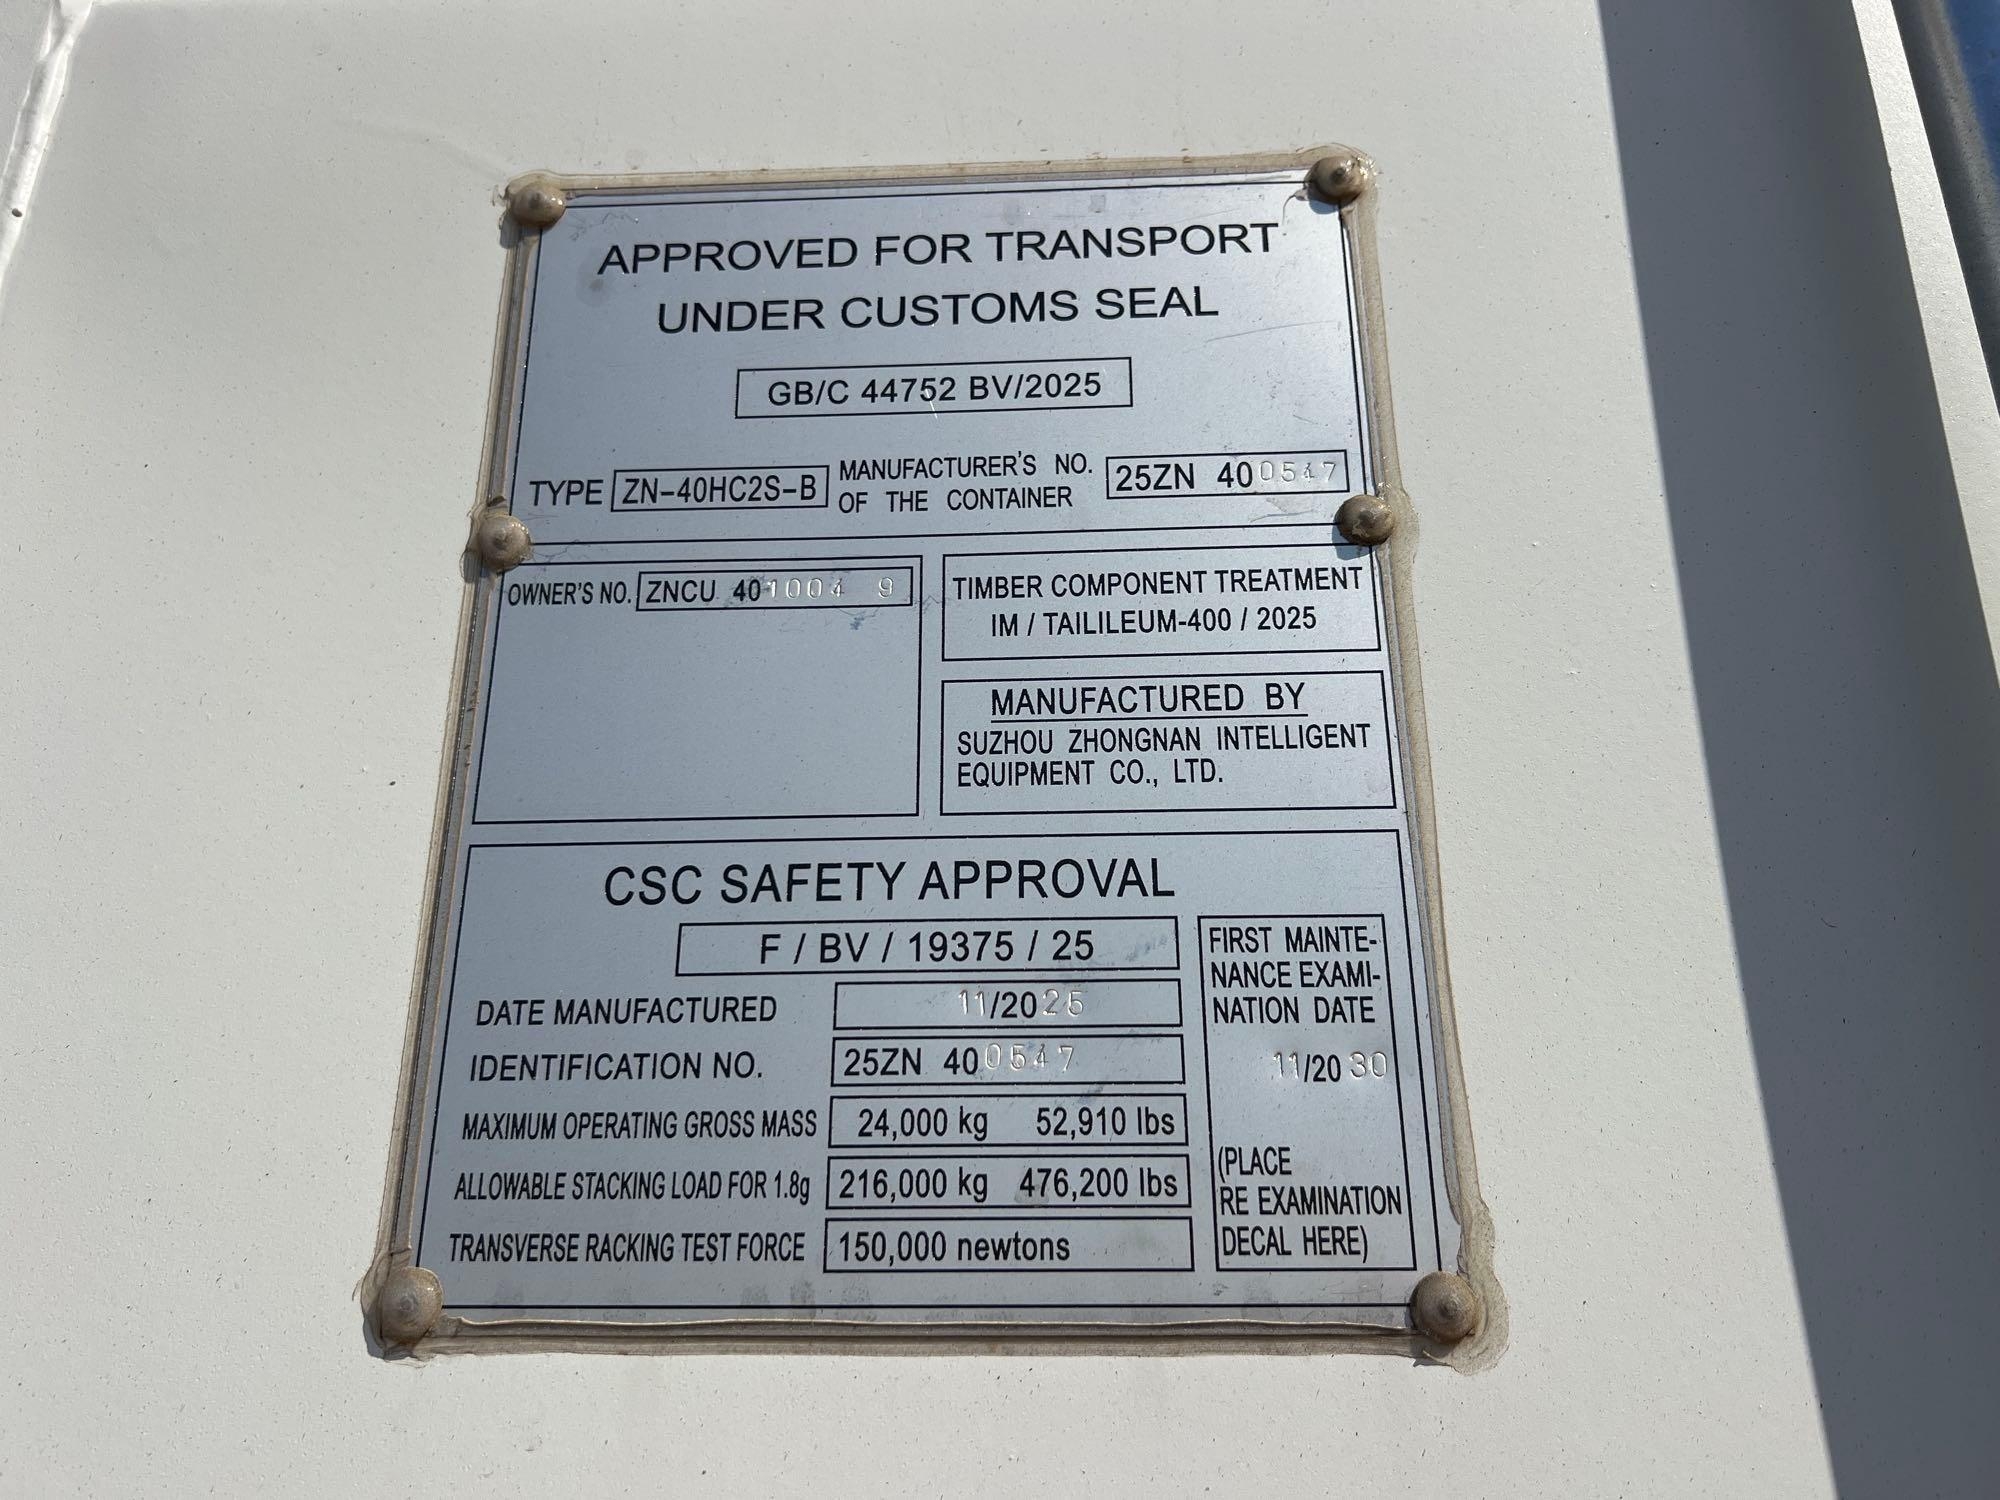 APPROVED FOR TRANSPORT
UNDER CUSTOMS SEAL
GB/C 44752 BV/2025
TYPE ZN-40HC2S-B MANUFACTURER'S NO. OF THE CONTAINER 25ZN 400547
OWNER'S NO. ZNCU 401004 9
TIMBER COMPONENT TREATMENT
IM / TAILILEUM-400 / 2025
MANUFACTURED BY
SUZHOU ZHONGNAN INTELLIGENT
EQUIPMENT CO., LTD.
CSC SAFETY APPROVAL
F / BV / 19375 / 25
DATE MANUFACTURED 11/2025
IDENTIFICATION NO. 25ZN 400547
MAXIMUM OPERATING GROSS MASS 24,000 kg 52,910 lbs
ALLOWABLE STACKING LOAD FOR 1.8g 216,000 kg 476,200 lbs
TRANSVERSE RACKING TEST FORCE 150,000 newtons
FIRST MAINTE-
NANCE EXAMI-
NATION DATE
11/2030
(PLACE
RE EXAMINATION
DECAL HERE)